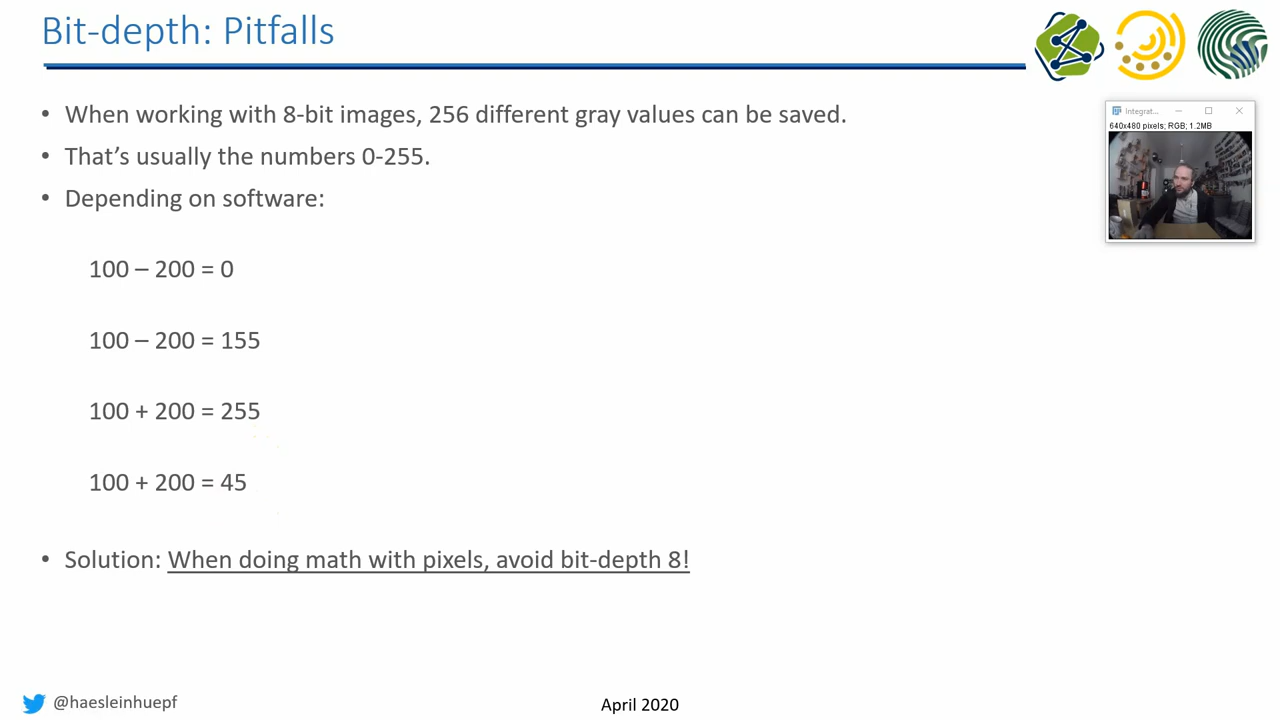 Bit-depth: Pitfalls
• When working with 8-bit images, 256 different gray values can be saved.
• That’s usually the numbers 0-255.
• Depending on software:
Integrat...
640x480 pixels; RGB; 1.2MB
100 – 200 = 0
100 – 200 = 155
100 + 200 = 255
100 + 200 = 45
• Solution: When doing math with pixels, avoid bit-depth 8!
@haesleinhuepf
April 2020